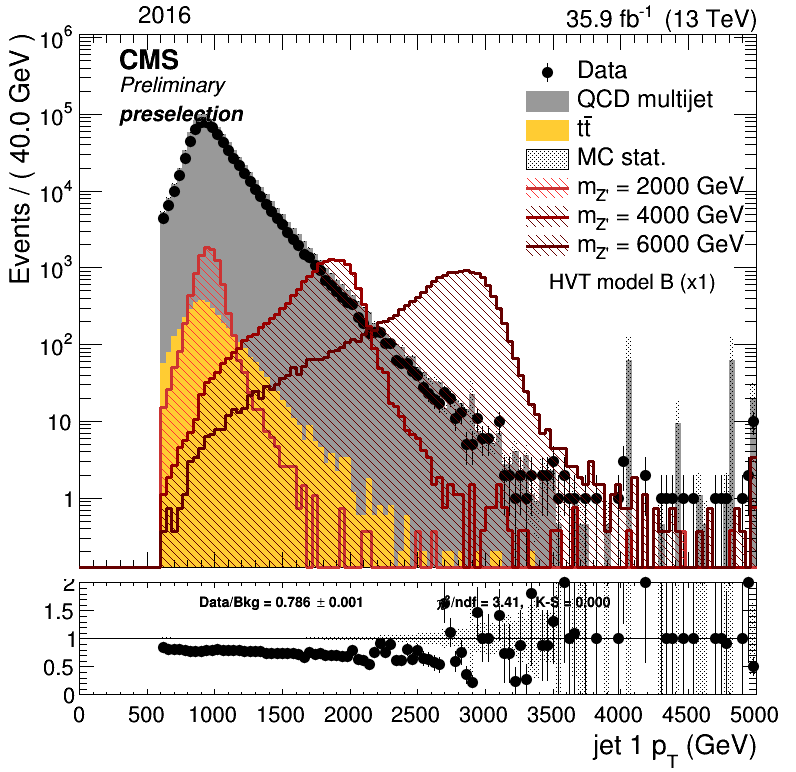 2016
35.9 fb⁻¹ (13 TeV)
CMS
Preliminary
preselection
Data
QCD multijet
tt̄
MC stat.
m_Z' = 2000 GeV
m_Z' = 4000 GeV
m_Z' = 6000 GeV
HVT model B (x1)
Events / ( 40.0 GeV )
10⁶
10⁵
10⁴
10³
10²
10
1
Data/Bkg = 0.786 ± 0.001
χ²/ndf = 3.41, K-S = 0.000
2
1.5
1
0.5
0
0 500 1000 1500 2000 2500 3000 3500 4000 4500 5000
jet 1 p_T (GeV)